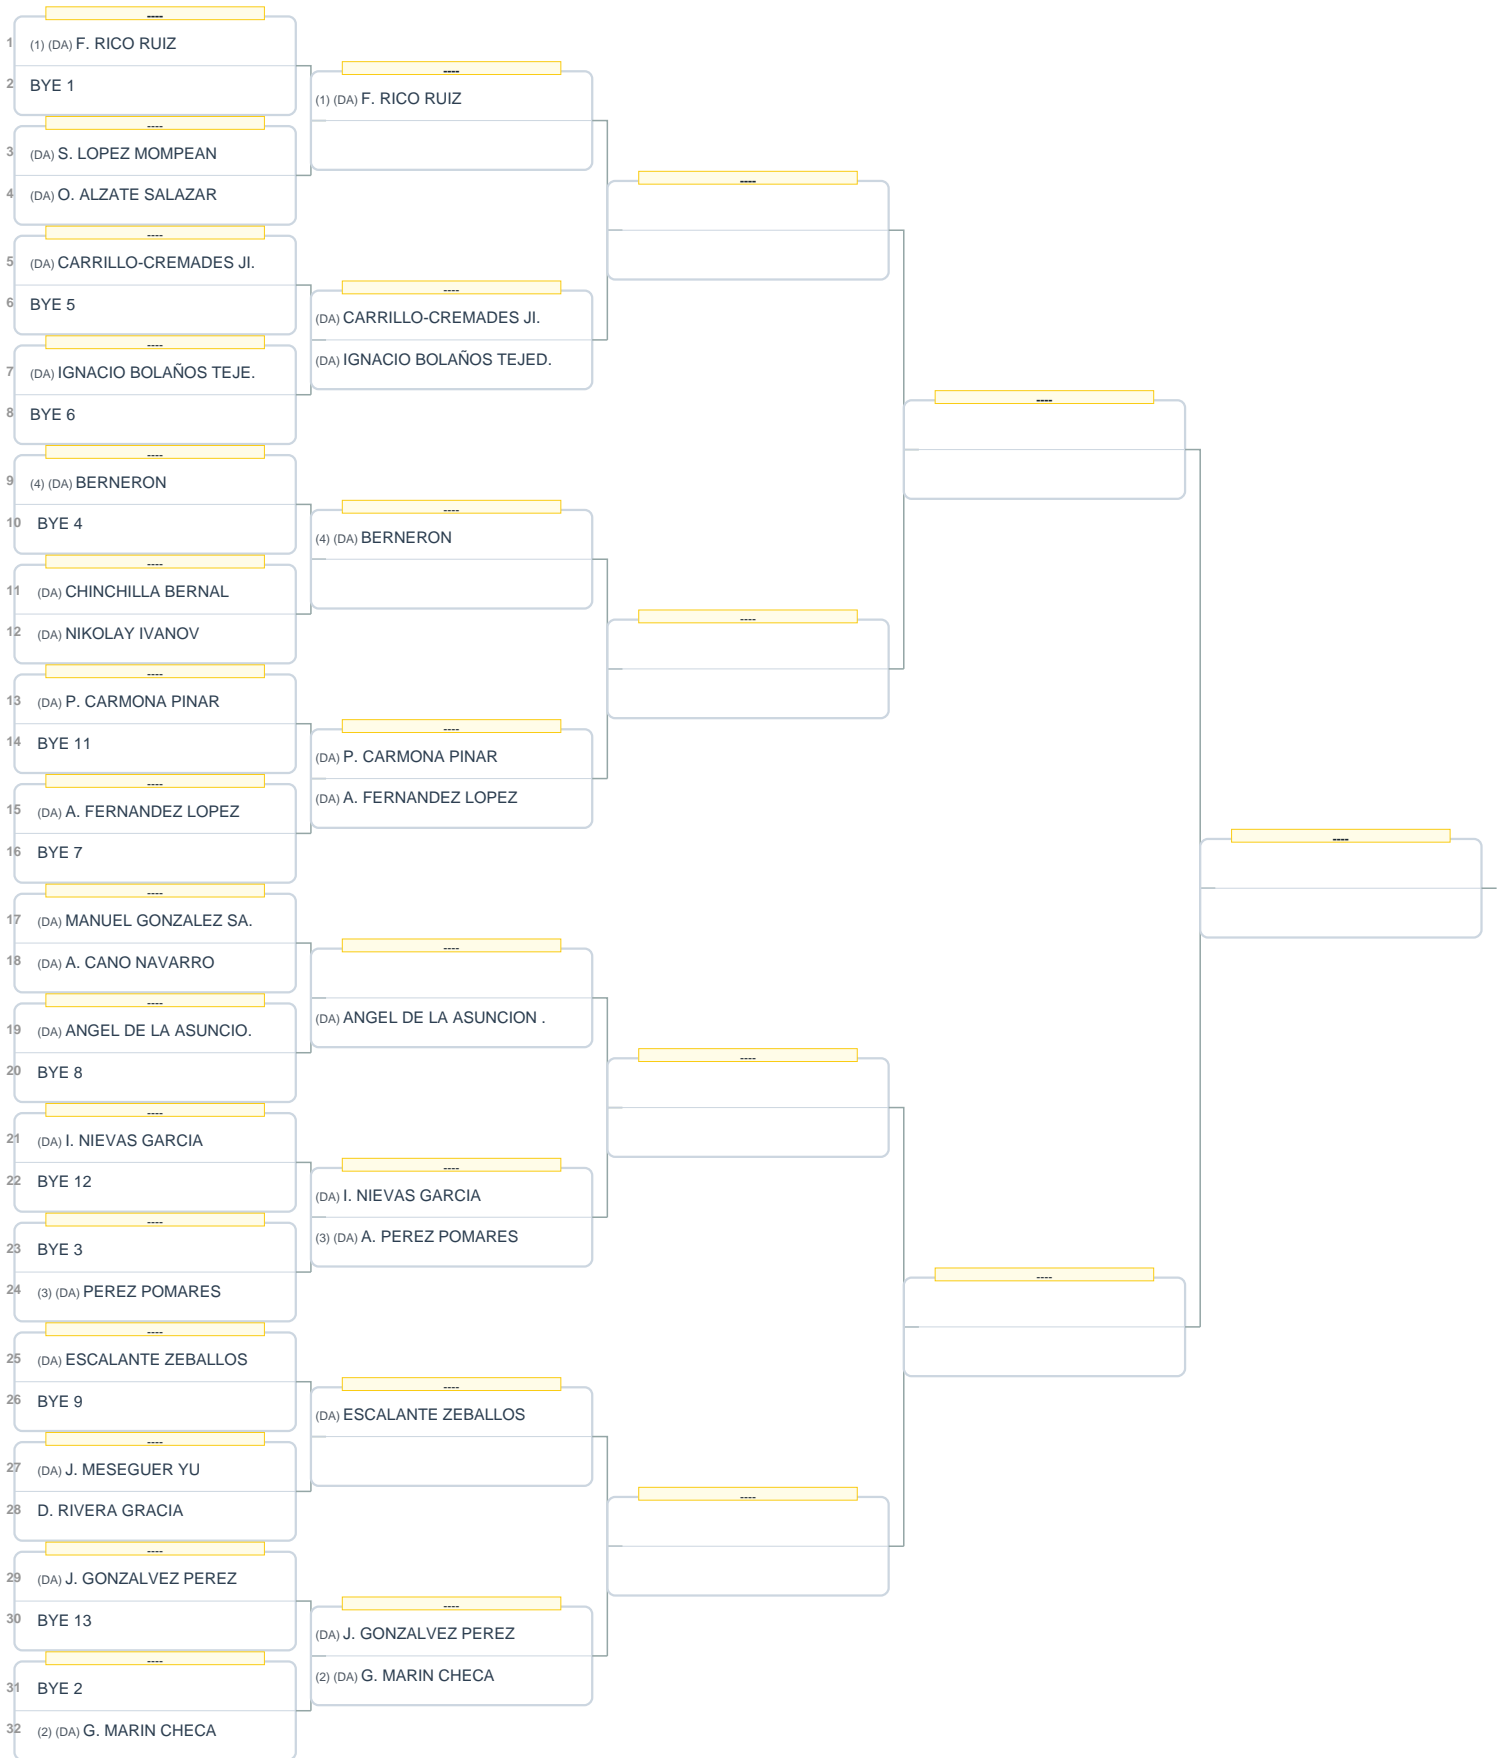 ----
1 (1) (DA) F. RICO RUIZ
2 BYE 1
----
3 (DA) S. LOPEZ MOMPEAN
4 (DA) O. ALZATE SALAZAR
----
5 (DA) CARRILLO-CREMADES JI.
6 BYE 5
----
7 (DA) IGNACIO BOLAÑOS TEJE.
8 BYE 6
----
9 (4) (DA) BERNERON
10 BYE 4
----
11 (DA) CHINCHILLA BERNAL
12 (DA) NIKOLAY IVANOV
----
13 (DA) P. CARMONA PINAR
14 BYE 11
----
15 (DA) A. FERNANDEZ LOPEZ
16 BYE 7
----
17 (DA) MANUEL GONZALEZ SA.
18 (DA) A. CANO NAVARRO
----
19 (DA) ANGEL DE LA ASUNCIO.
20 BYE 8
----
21 (DA) I. NIEVAS GARCIA
22 BYE 12
----
23 BYE 3
24 (3) (DA) PEREZ POMARES
----
25 (DA) ESCALANTE ZEBALLOS
26 BYE 9
----
27 (DA) J. MESEGUER YU
28 D. RIVERA GRACIA
----
29 (DA) J. GONZALVEZ PEREZ
30 BYE 13
----
31 BYE 2
32 (2) (DA) G. MARIN CHECA
----
(1) (DA) F. RICO RUIZ
----
(DA) CARRILLO-CREMADES JI.
(DA) IGNACIO BOLAÑOS TEJED.
----
(4) (DA) BERNERON
----
(DA) P. CARMONA PINAR
(DA) A. FERNANDEZ LOPEZ
----
(DA) ANGEL DE LA ASUNCION .
----
(DA) I. NIEVAS GARCIA
(3) (DA) A. PEREZ POMARES
----
(DA) ESCALANTE ZEBALLOS
----
(DA) J. GONZALVEZ PEREZ
(2) (DA) G. MARIN CHECA
----
----
----
----
----
----
----